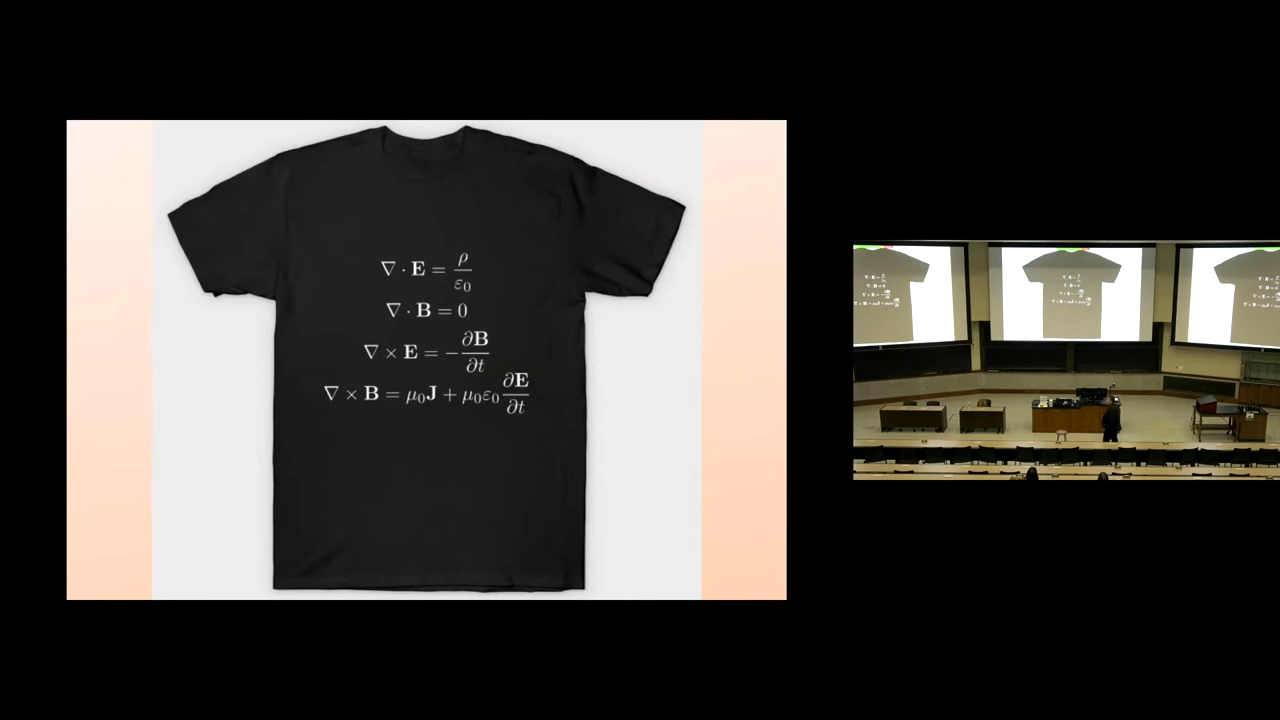 ∇ · E = ρ/ε₀
∇ · B = 0
∇ × E = −∂B/∂t
∇ × B = μ₀J + μ₀ε₀ ∂E/∂t